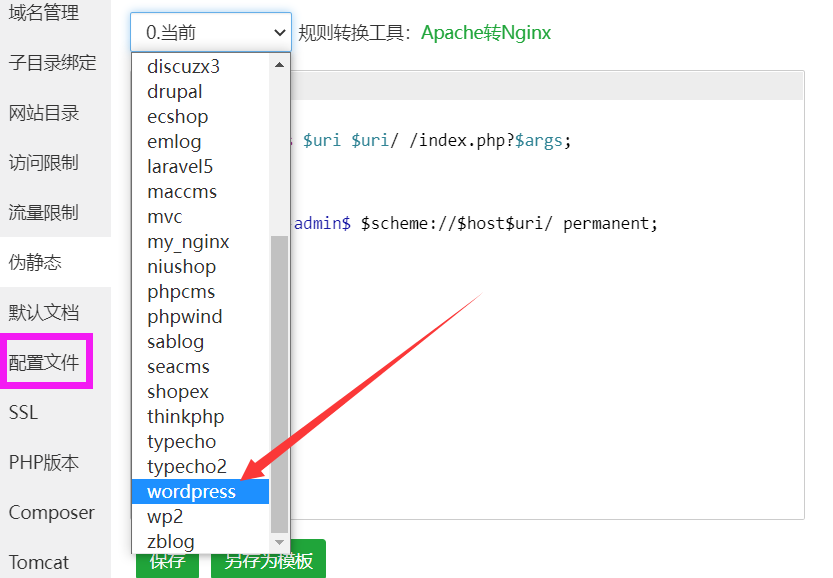 域名管理
子目录绑定
网站目录
访问限制
流量限制
伪静态
默认文档
配置文件
SSL
PHP版本
Composer
Tomcat
0.当前
规则转换工具：Apache转Nginx
discuzx3
drupal
ecshop
emlog
laravel5
maccms
mvc
my_nginx
niushop
phpcms
phpwind
sablog
seacms
shopex
thinkphp
typecho
typecho2
wordpress
wp2
zblog
$uri $uri/ /index.php?$args;
admin$ $scheme://$host$uri/ permanent;
保存
另存为模板